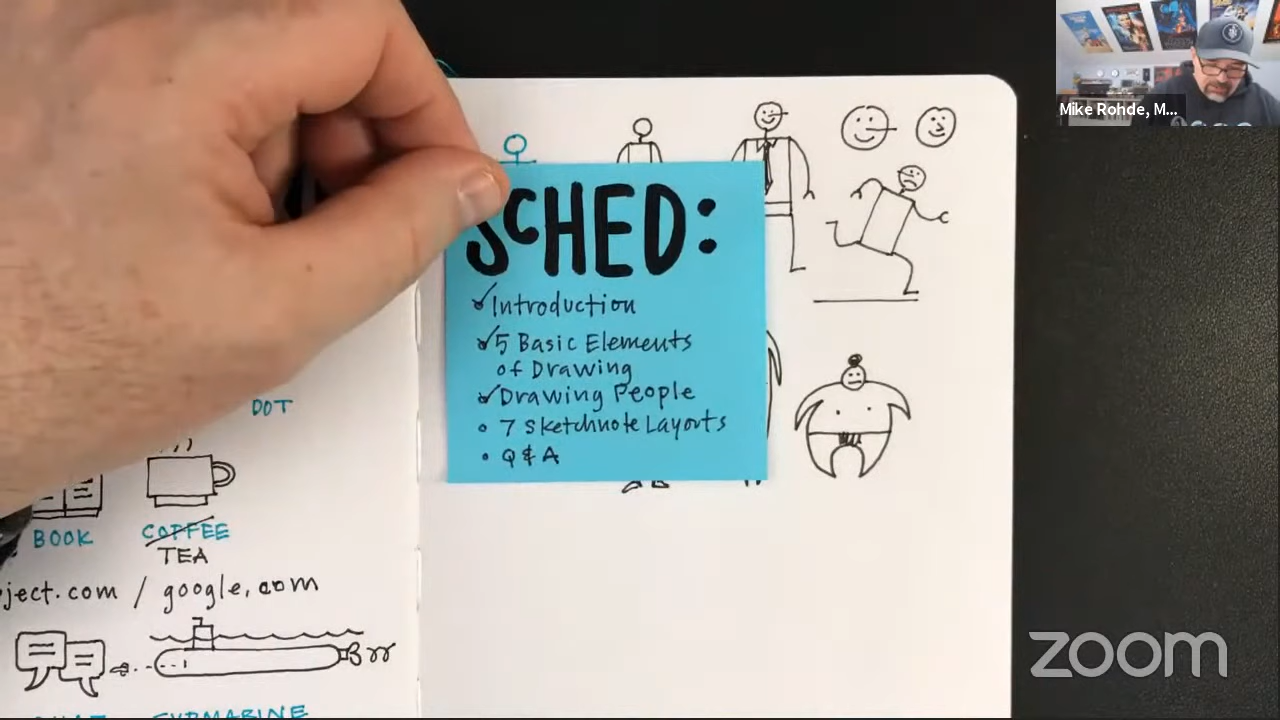 Mike Rohde, M...
SCHED:
Introduction
5 Basic Elements
of Drawing
Drawing People
7 Sketchnote Layouts
Q & A
DOT
BOOK
COFFEE
TEA
ject.com / google.com
SUBMARINE
zoom